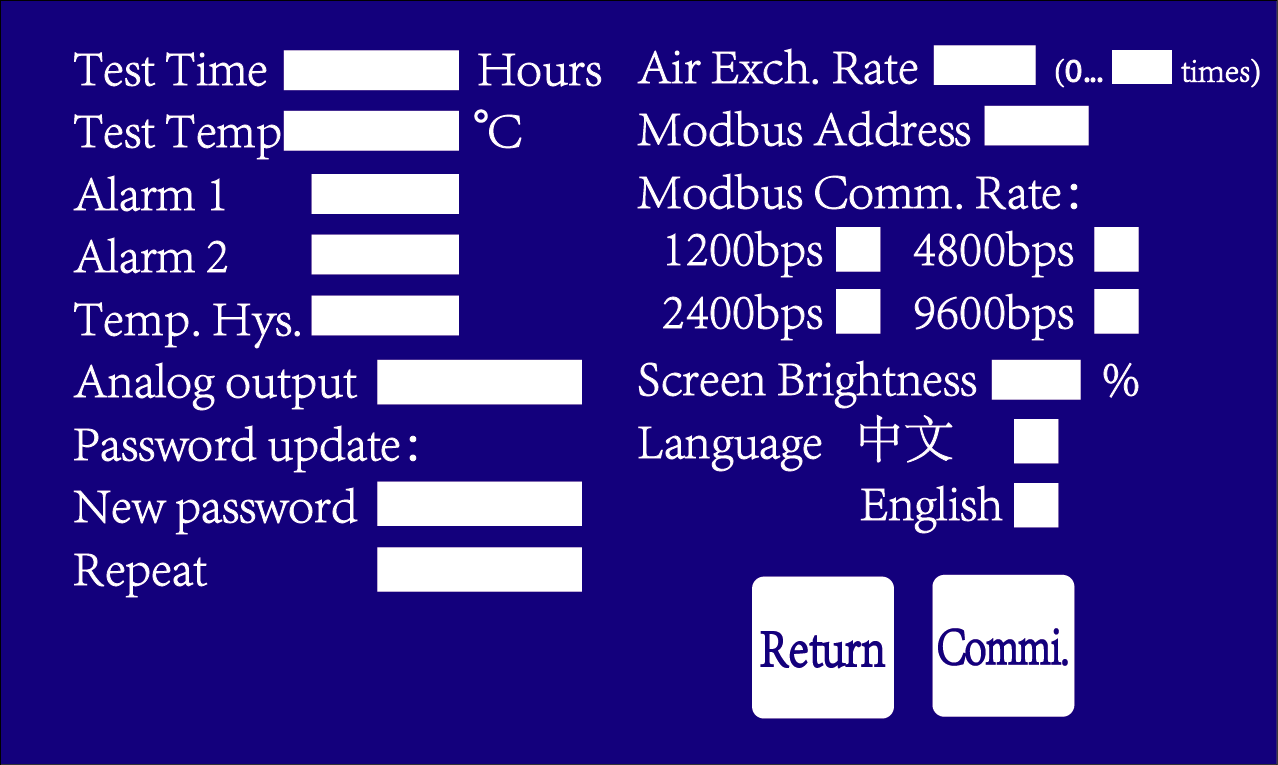 Test Time Hours
Test Temp ℃
Alarm 1
Alarm 2
Temp. Hys.
Analog output
Password update:
New password
Repeat
Air Exch. Rate (0... times)
Modbus Address
Modbus Comm. Rate:
1200bps 4800bps
2400bps 9600bps
Screen Brightness %
Language 中文
English
Return Commi.